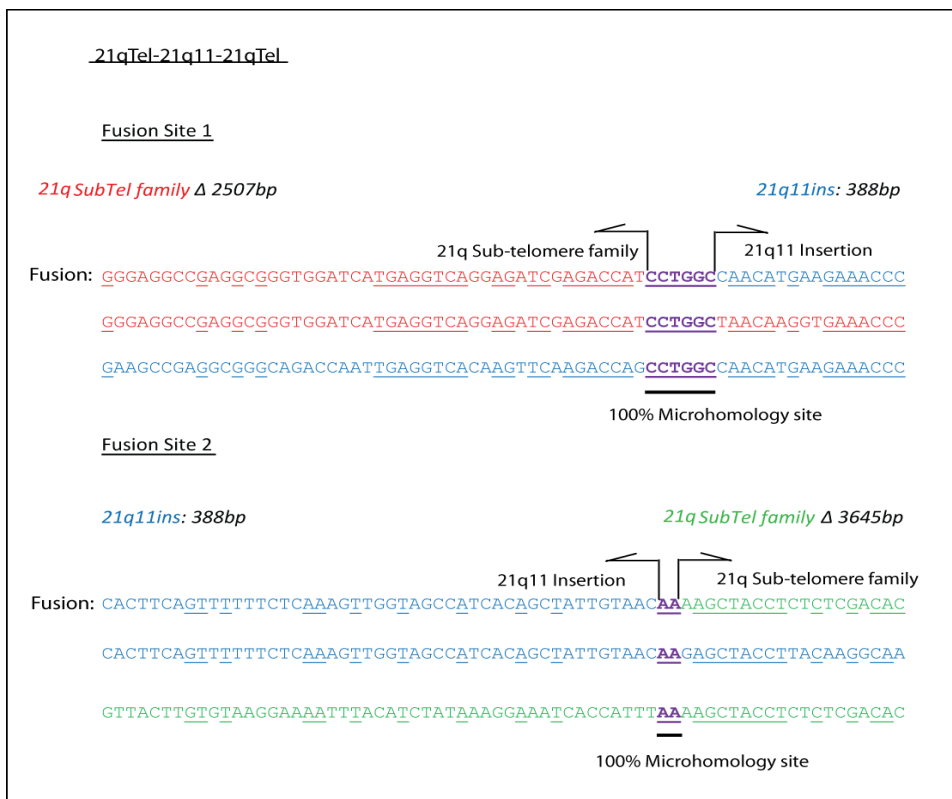 21qTel-21q11-21qTel
Fusion Site 1
21q SubTel family Δ 2507bp 21q11ins: 388bp
21q Sub-telomere family 21q11 Insertion
Fusion: GGGAGGCCGAGGCGGGTGGATCATGAGGTCAGGAGATCGAGACCATCCTGGCCAACATGAAGAAACCC
GGGAGGCCGAGGCGGGTGGATCATGAGGTCAGGAGATCGAGACCATCCTGGCTAACAAGGTGAAACCC
GAAGCCGAGGCGGGCAGACCAATTGAGGTCACAAGTTCAAGACCAGCCTGGCCAACATGAAGAAACCC
100% Microhomology site
Fusion Site 2
21q11ins: 388bp 21q SubTel family Δ 3645bp
21q11 Insertion 21q Sub-telomere family
Fusion: CACTTCAGTTTTTTCTCAAAGTTGGTAGCCATCACAGCTATTGTAACAAAAGCTACCTCTCTCGACAC
CACTTCAGTTTTTTCTCAAAGTTGGTAGCCATCACAGCTATTGTAACAAGAGCTACCTTACAAGGCAA
GTTACTTGTGTAAGGAAAATTTACATCTATAAAGGAAATCACCATTTAAAAGCTACCTCTCTCGACAC
100% Microhomology site